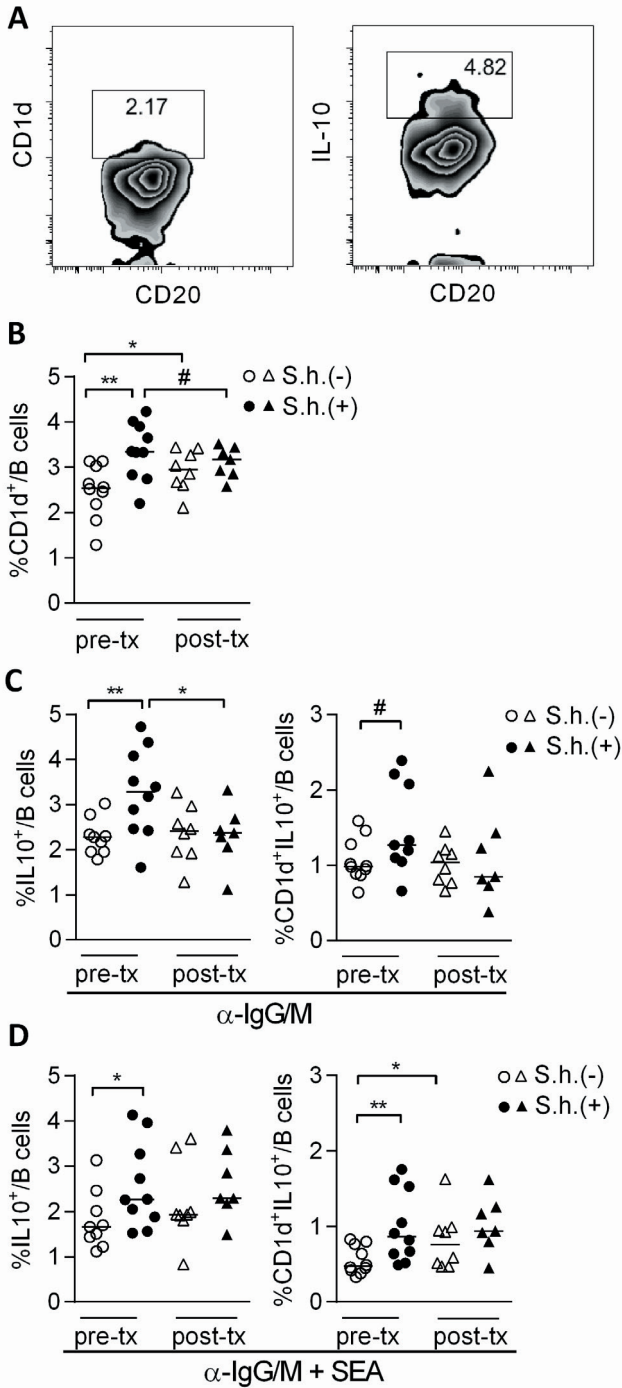 A
CD1d
2.17
CD20
IL-10
4.82
CD20
B
%CD1d⁺/B cells
5
4
3
2
1
0
*
**
#
S.h.(-)
S.h.(+)
pre-tx
post-tx
C
%IL10⁺/B cells
5
4
3
2
1
0
**
*
pre-tx
post-tx
%CD1d⁺IL10⁺/B cells
3
2
1
0
#
S.h.(-)
S.h.(+)
pre-tx
post-tx
α-IgG/M
D
%IL10⁺/B cells
5
4
3
2
1
0
*
pre-tx
post-tx
%CD1d⁺IL10⁺/B cells
3
2
1
0
*
**
S.h.(-)
S.h.(+)
pre-tx
post-tx
α-IgG/M + SEA